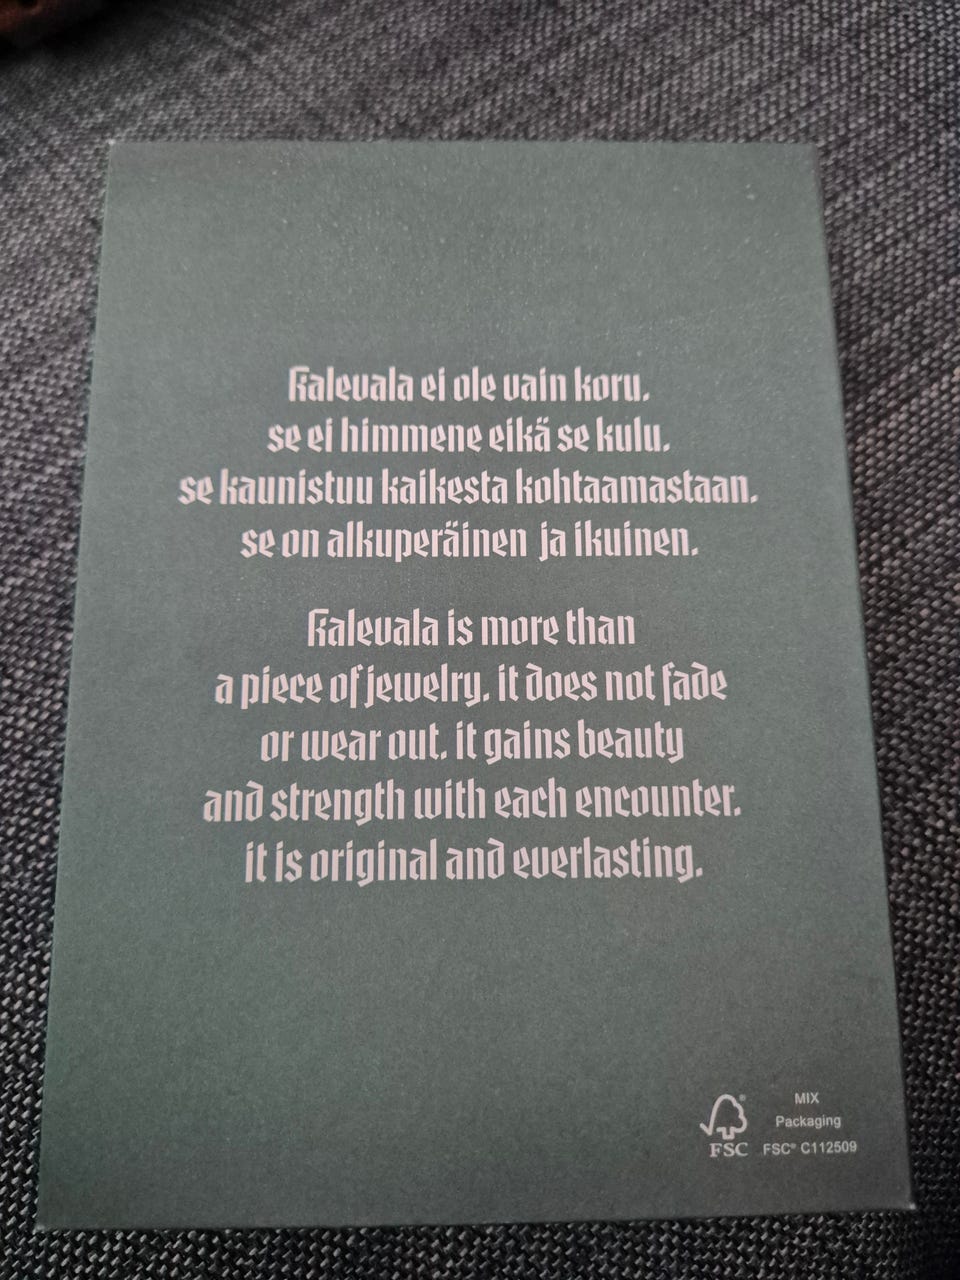 Kalevala ei ole vain koru.
se ei himmene eikä se kulu.
se kaunistuu kaikesta kohtaamastaan.
se on alkuperäinen ja ikuinen.
Kalevala is more than
a piece of jewelry. it does not fade
or wear out. it gains beauty
and strength with each encounter.
it is original and everlasting.
MIX
Packaging
FSC® C112509
®
FSC